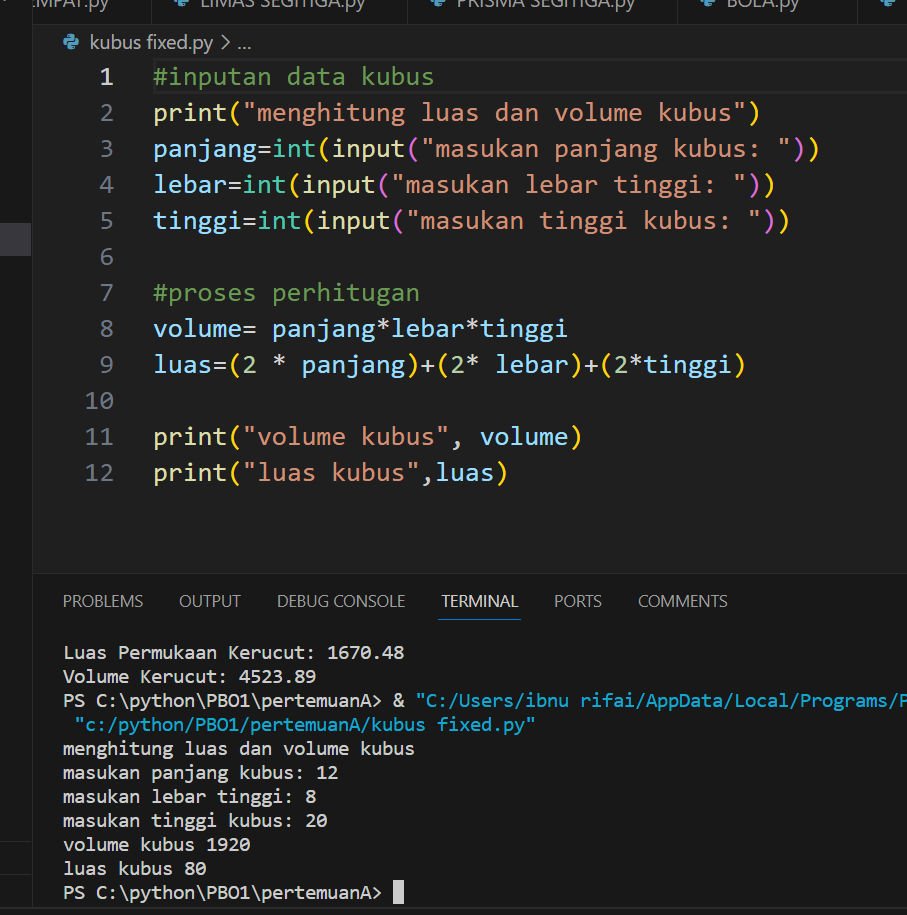 LIMAS SEGITIGA.py PRISMA SEGITIGA.py BOLA.py
kubus fixed.py > ...
1 #inputan data kubus
2 print("menghitung luas dan volume kubus")
3 panjang=int(input("masukan panjang kubus: "))
4 lebar=int(input("masukan lebar tinggi: "))
5 tinggi=int(input("masukan tinggi kubus: "))
6
7 #proses perhitugan
8 volume= panjang*lebar*tinggi
9 luas=(2 * panjang)+(2* lebar)+(2*tinggi)
10
11 print("volume kubus", volume)
12 print("luas kubus",luas)
PROBLEMS OUTPUT DEBUG CONSOLE TERMINAL PORTS COMMENTS
Luas Permukaan Kerucut: 1670.48
Volume Kerucut: 4523.89
PS C:\python\PBO1\pertemuanA> & "C:/Users/ibnu rifai/AppData/Local/Programs/
"c:/python/PBO1/pertemuanA/kubus fixed.py"
menghitung luas dan volume kubus
masukan panjang kubus: 12
masukan lebar tinggi: 8
masukan tinggi kubus: 20
volume kubus 1920
luas kubus 80
PS C:\python\PBO1\pertemuanA>